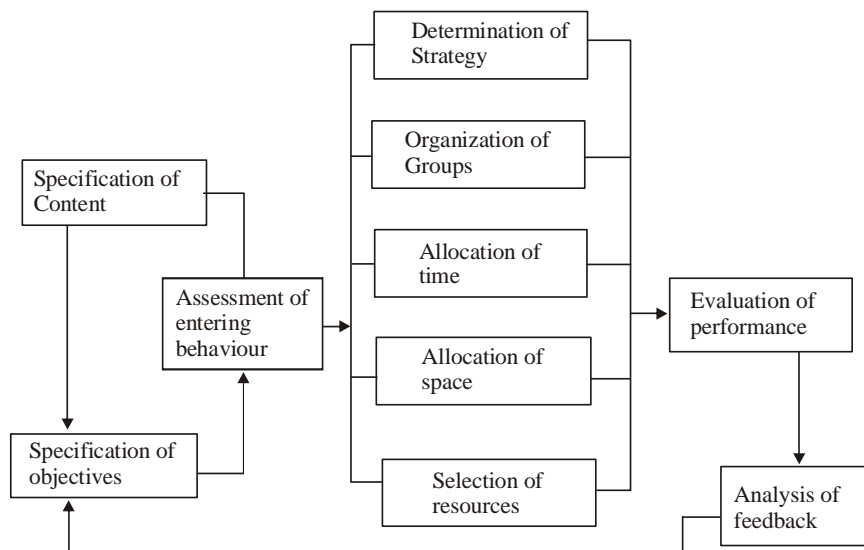 Specification of
Content
Specification of
objectives
Assessment of
entering
behaviour
Determination of
Strategy
Organization of
Groups
Allocation of
time
Allocation of
space
Selection of
resources
Evaluation of
performance
Analysis of
feedback